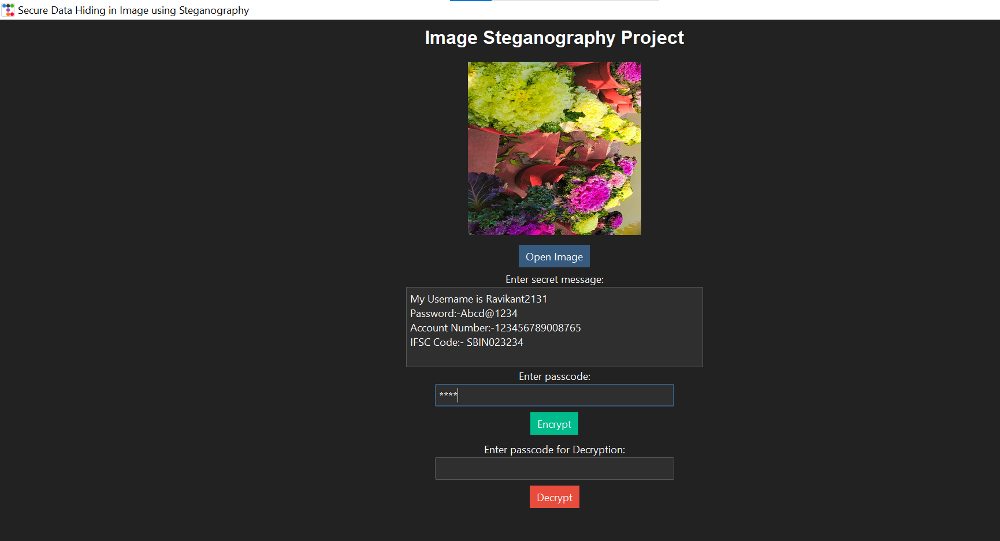 Secure Data Hiding in Image using Steganography
Image Steganography Project
Open Image
Enter secret message:
My Username is Ravikant2131
Password:-Abcd@1234
Account Number:-123456789008765
IFSC Code:- SBIN023234
Enter passcode:
****
Encrypt
Enter passcode for Decryption:
Decrypt